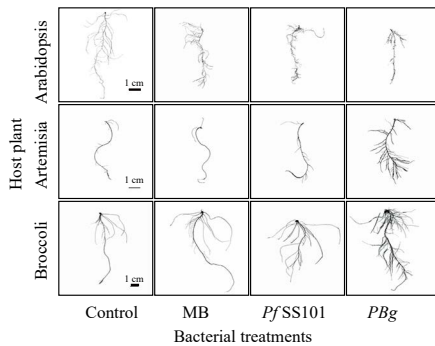 Host plant
Arabidopsis
1 cm
Artemisia
1 cm
Broccoli
1 cm
Control MB Pf SS101 PBg
Bacterial treatments